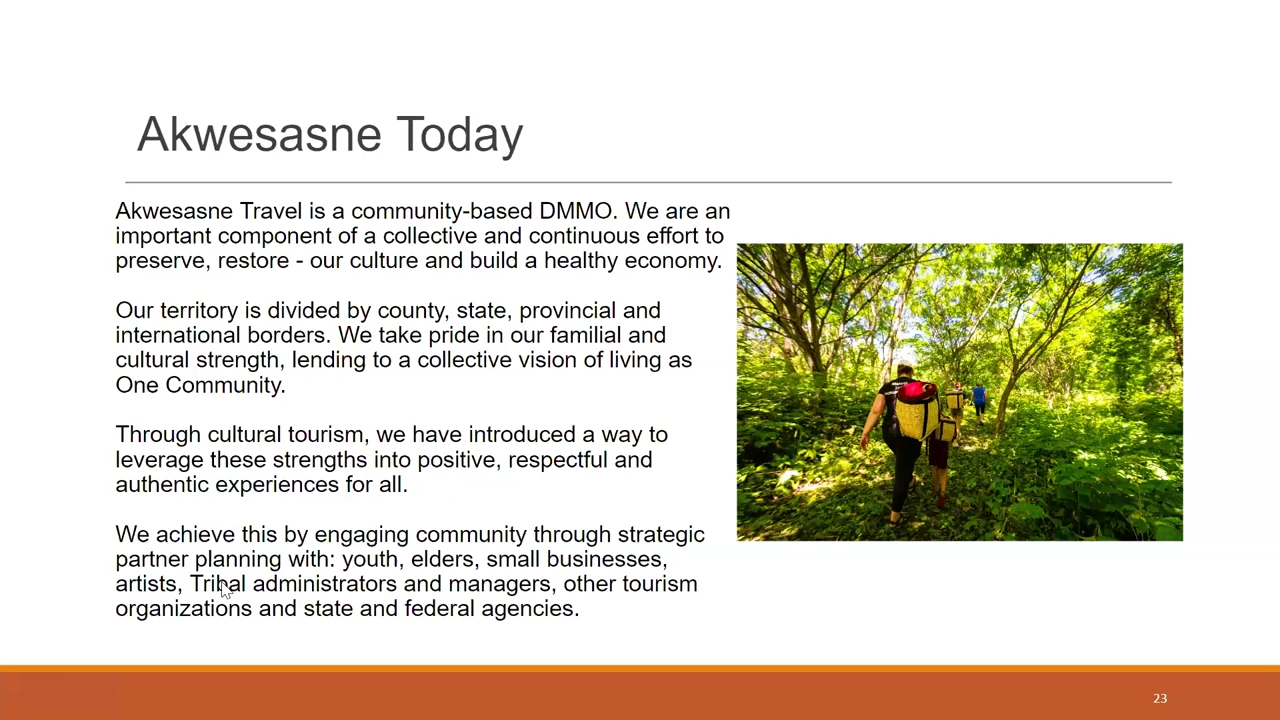 Akwesasne Today
Akwesasne Travel is a community-based DMMO. We are an
important component of a collective and continuous effort to
preserve, restore - our culture and build a healthy economy.
Our territory is divided by county, state, provincial and
international borders. We take pride in our familial and
cultural strength, lending to a collective vision of living as
One Community.
Through cultural tourism, we have introduced a way to
leverage these strengths into positive, respectful and
authentic experiences for all.
We achieve this by engaging community through strategic
partner planning with: youth, elders, small businesses,
artists, Tribal administrators and managers, other tourism
organizations and state and federal agencies.
23